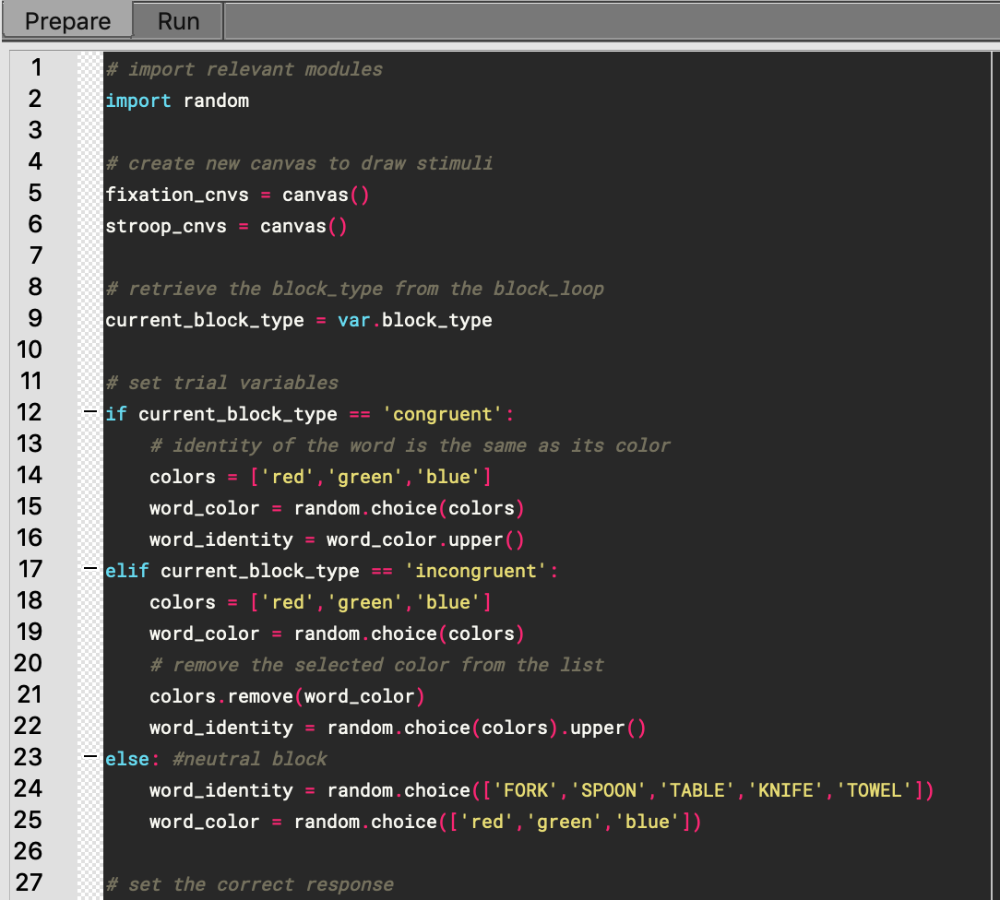 Prepare Run
1 # import relevant modules
2 import random
3
4 # create new canvas to draw stimuli
5 fixation_cnvs = canvas()
6 stroop_cnvs = canvas()
7
8 # retrieve the block_type from the block_loop
9 current_block_type = var.block_type
10
11 # set trial variables
12 if current_block_type == 'congruent':
13     # identity of the word is the same as its color
14     colors = ['red','green','blue']
15     word_color = random.choice(colors)
16     word_identity = word_color.upper()
17 elif current_block_type == 'incongruent':
18     colors = ['red','green','blue']
19     word_color = random.choice(colors)
20     # remove the selected color from the list
21     colors.remove(word_color)
22     word_identity = random.choice(colors).upper()
23 else: #neutral block
24     word_identity = random.choice(['FORK','SPOON','TABLE','KNIFE','TOWEL'])
25     word_color = random.choice(['red','green','blue'])
26
27 # set the correct response